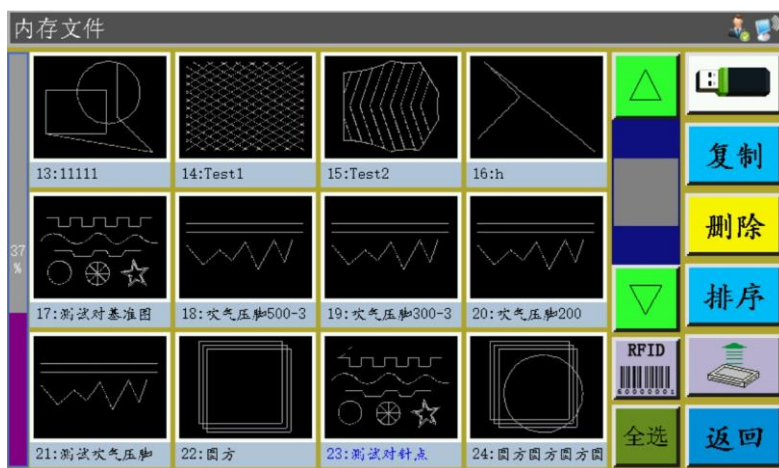 内存文件
13:11111
14:Test1
15:Test2
16:h
复制
37
%
17:测试对基准图
18:吹气压脚500-3
19:吹气压脚300-3
20:吹气压脚200
删除
排序
RFID
60000001
21:测试吹气压脚
22:圆方
23:测试对针点
24:圆方圆方圆方圆
全选
返回